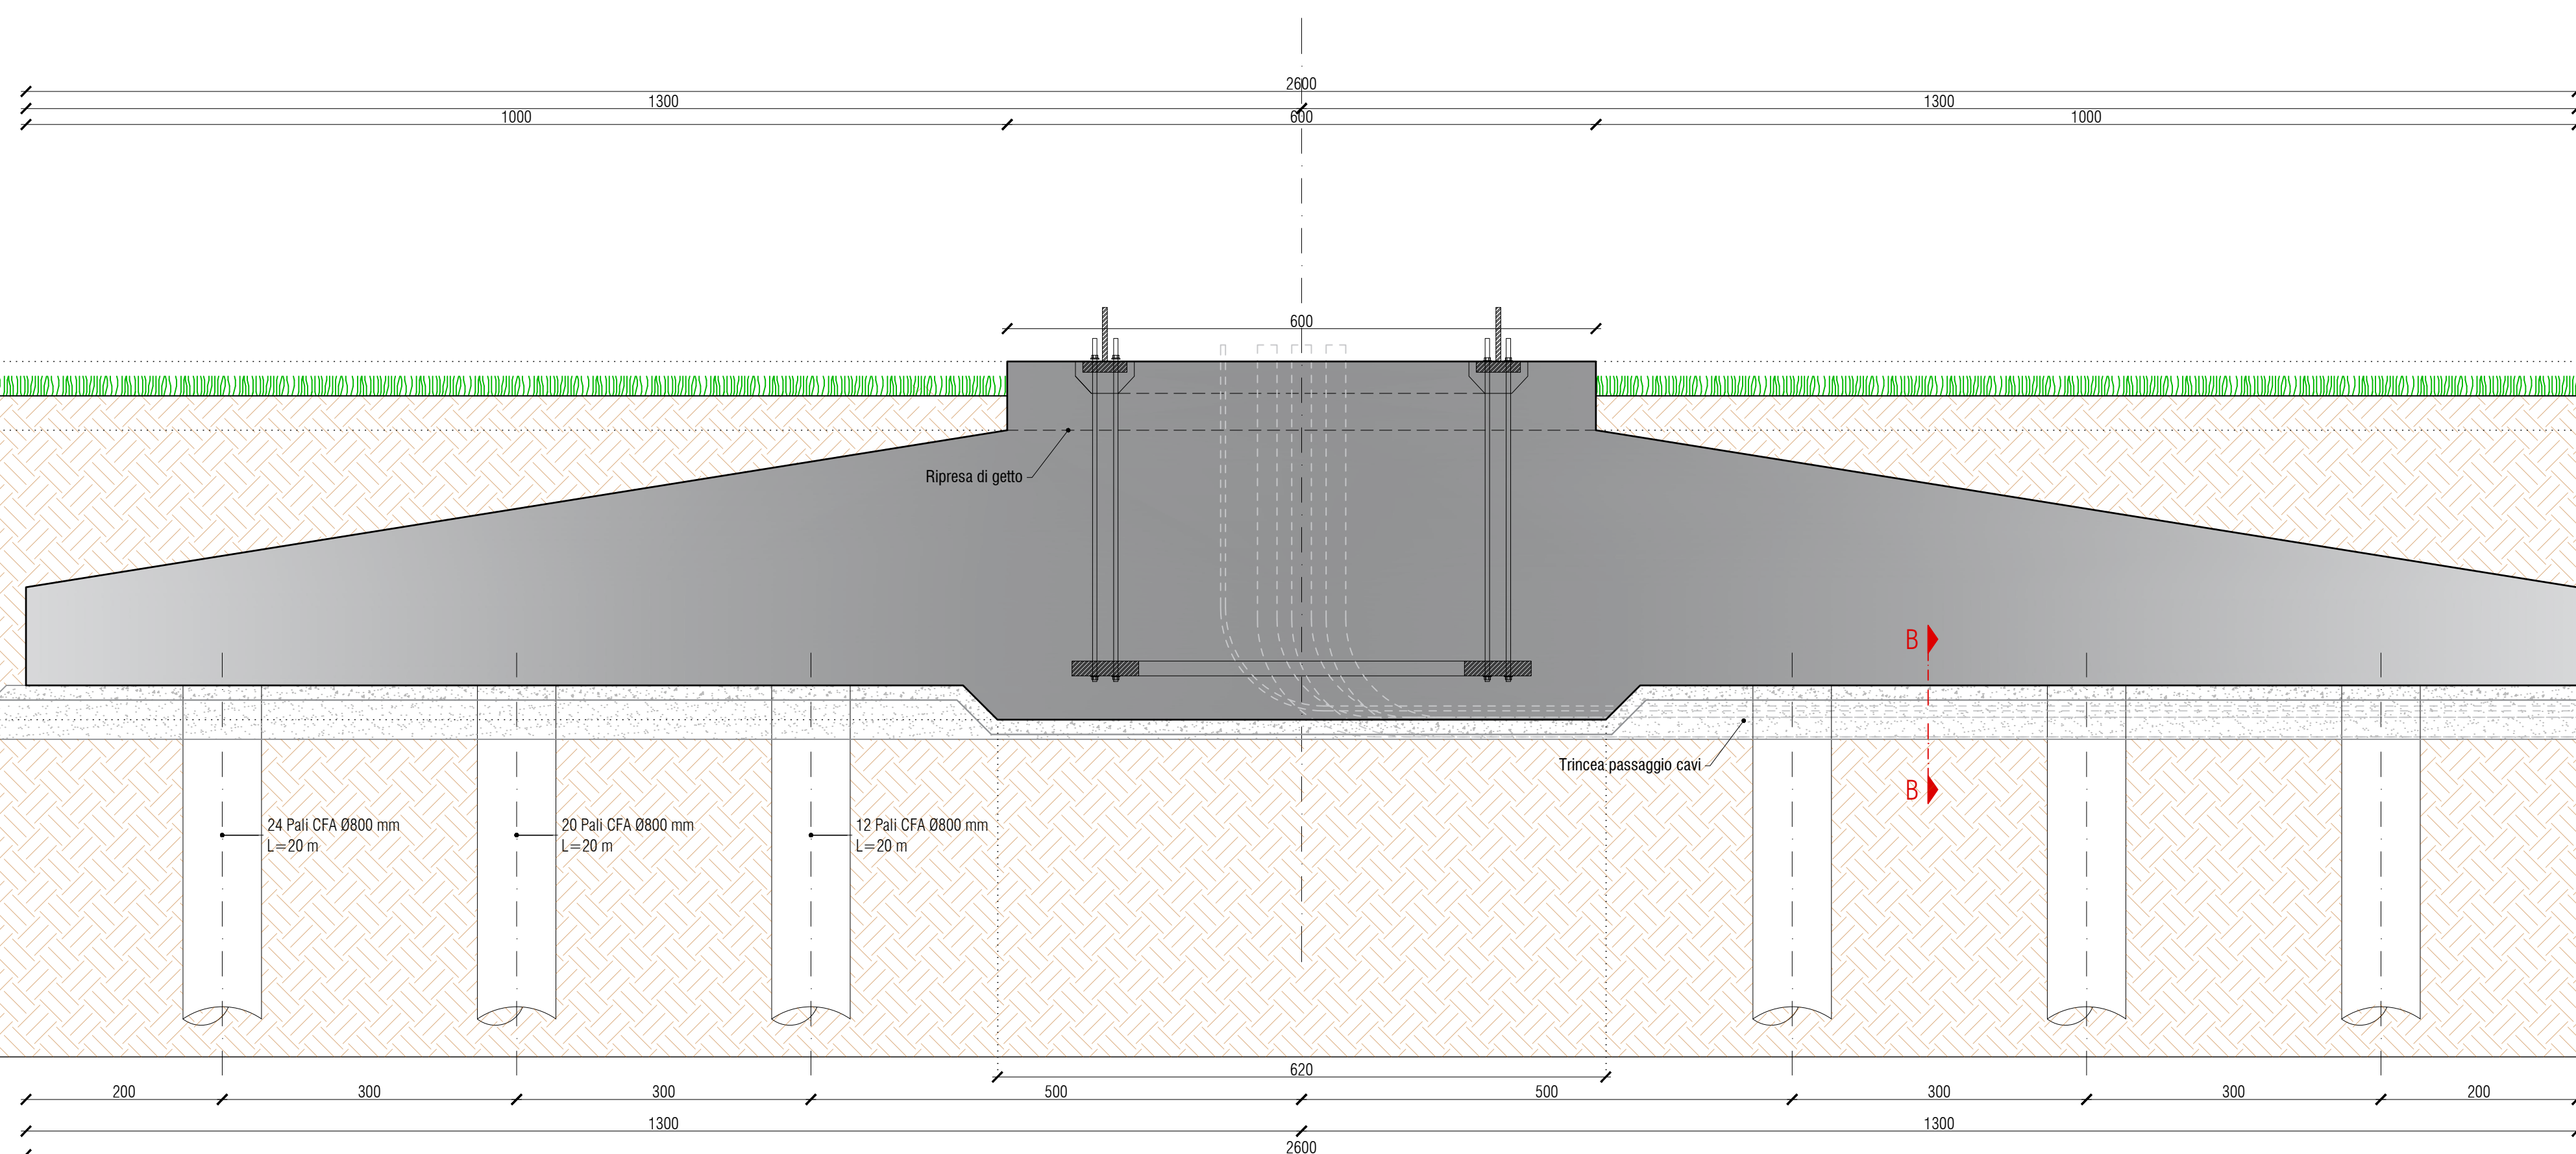 2600
1300
1300
1000
600
1000
600
Ripresa di getto
B
Trincea passaggio cavi
B
24 Pali CFA Ø800 mm
L=20 m
20 Pali CFA Ø800 mm
L=20 m
12 Pali CFA Ø800 mm
L=20 m
620
200
300
300
500
500
300
300
200
1300
1300
2600